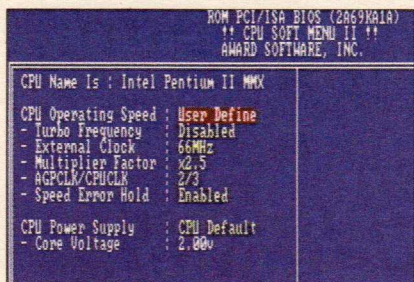 ROM PCI/ISA BIOS (2A69KA1A)
!! CPU SOFT MENU II !!
AWARD SOFTWARE, INC.
CPU Name Is : Intel Pentium II MMX
CPU Operating Speed : User Define
- Turbo Frequency : Disabled
- External Clock : 66MHz
- Multiplier Factor : x2.5
- AGPCLK/CPUCLK : 2/3
- Speed Error Hold : Enabled
CPU Power Supply : CPU Default
- Core Voltage : 2.00v